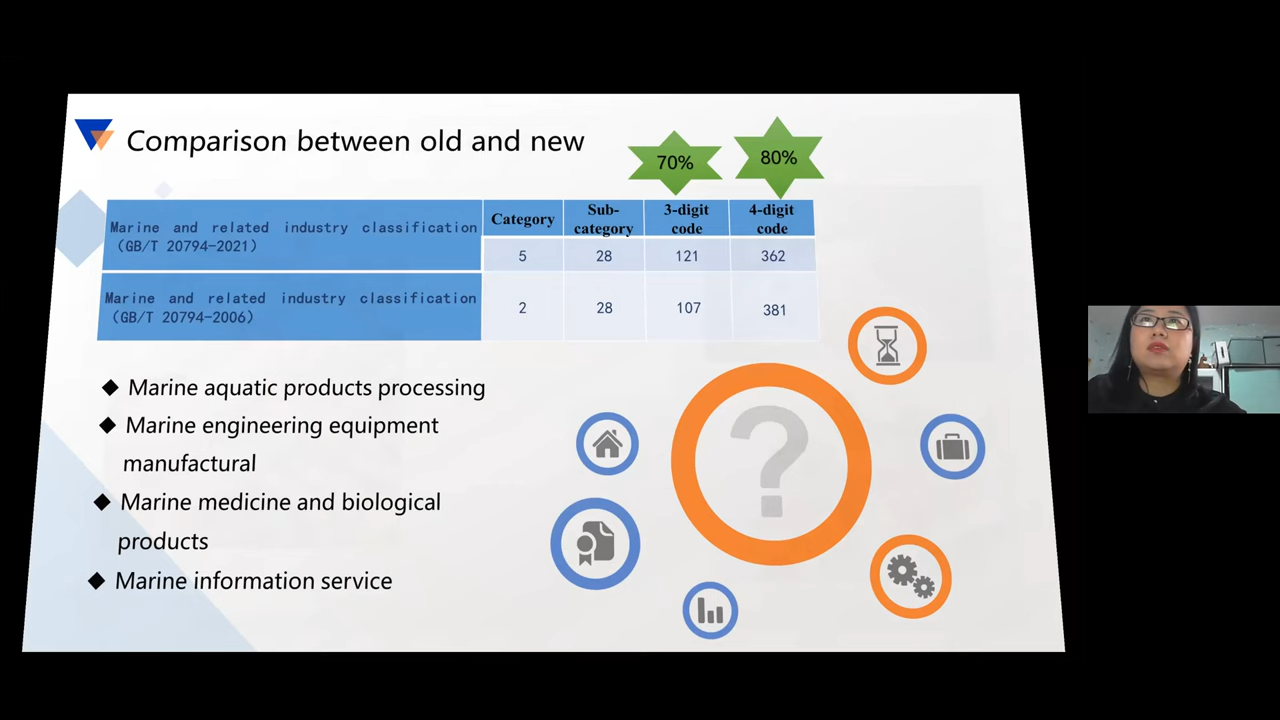 Comparison between old and new
70%
80%
Marine and related industry classification
(GB/T 20794-2021)
Category
Sub-
category
3-digit
code
4-digit
code
5
28
121
362
Marine and related industry classification
(GB/T 20794-2006)
2
28
107
381
◆ Marine aquatic products processing
◆ Marine engineering equipment
manufactural
◆ Marine medicine and biological
products
◆ Marine information service
?